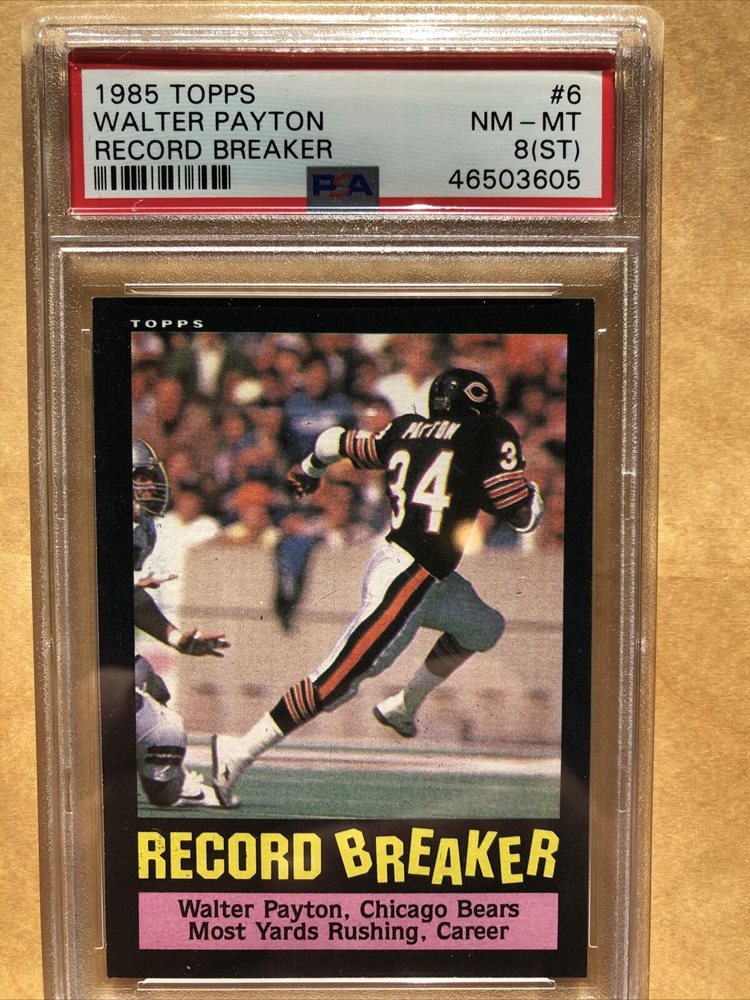 1985 TOPPS #6
WALTER PAYTON NM - MT
RECORD BREAKER 8(ST)
PSA 46503605
TOPPS
C
PAYTON
34
3
RECORD BREAKER
Walter Payton, Chicago Bears
Most Yards Rushing, Career